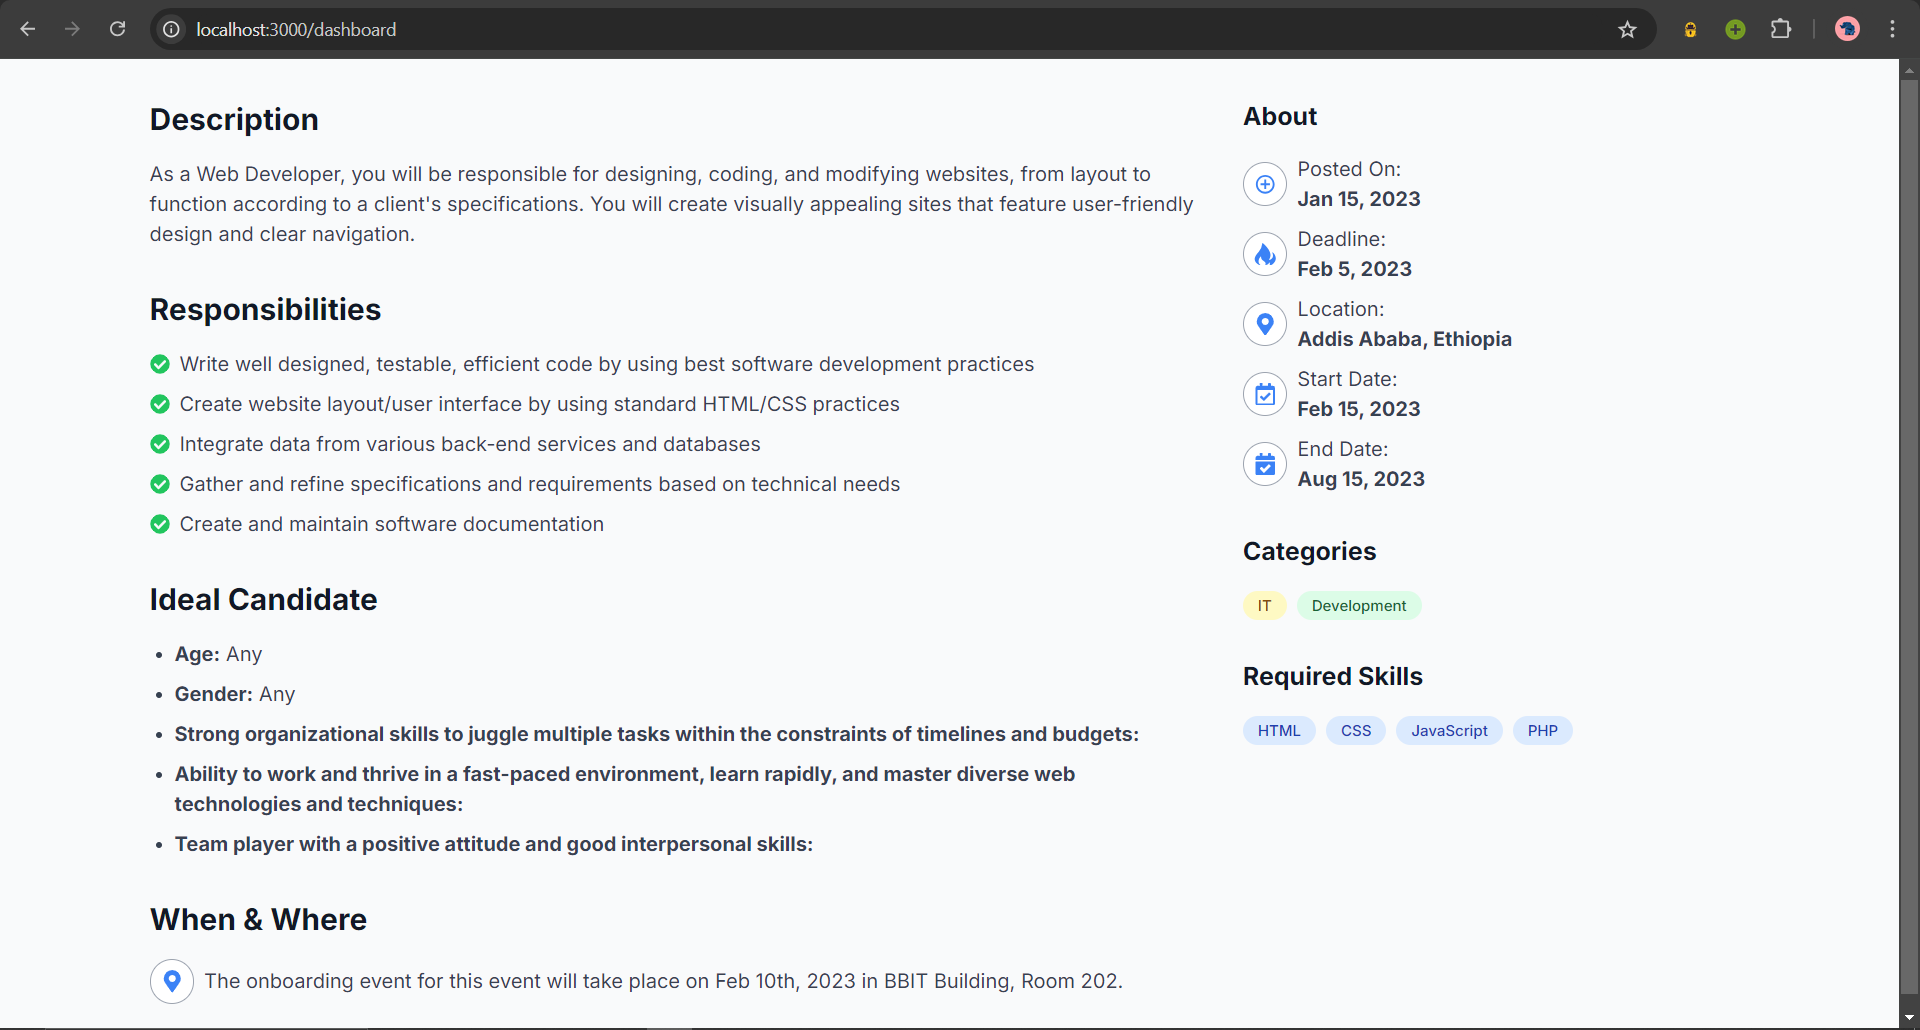 localhost:3000/dashboard
Description
As a Web Developer, you will be responsible for designing, coding, and modifying websites, from layout to
function according to a client's specifications. You will create visually appealing sites that feature user-friendly
design and clear navigation.
Responsibilities
Write well designed, testable, efficient code by using best software development practices
Create website layout/user interface by using standard HTML/CSS practices
Integrate data from various back-end services and databases
Gather and refine specifications and requirements based on technical needs
Create and maintain software documentation
Ideal Candidate
• Age: Any
• Gender: Any
• Strong organizational skills to juggle multiple tasks within the constraints of timelines and budgets:
• Ability to work and thrive in a fast-paced environment, learn rapidly, and master diverse web
technologies and techniques:
• Team player with a positive attitude and good interpersonal skills:
When & Where
The onboarding event for this event will take place on Feb 10th, 2023 in BBIT Building, Room 202.
About
Posted On:
Jan 15, 2023
Deadline:
Feb 5, 2023
Location:
Addis Ababa, Ethiopia
Start Date:
Feb 15, 2023
End Date:
Aug 15, 2023
Categories
IT Development
Required Skills
HTML CSS JavaScript PHP